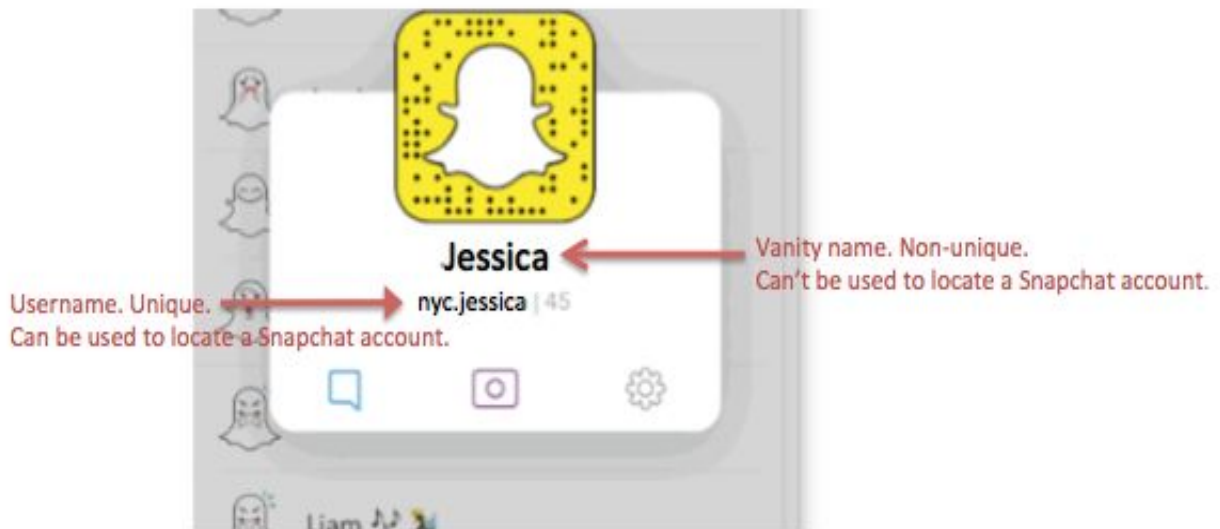 Jessica
Vanity name. Non-unique.
Can't be used to locate a Snapchat account.
Username. Unique.
nyc.jessica | 45
Can be used to locate a Snapchat account.
Liam